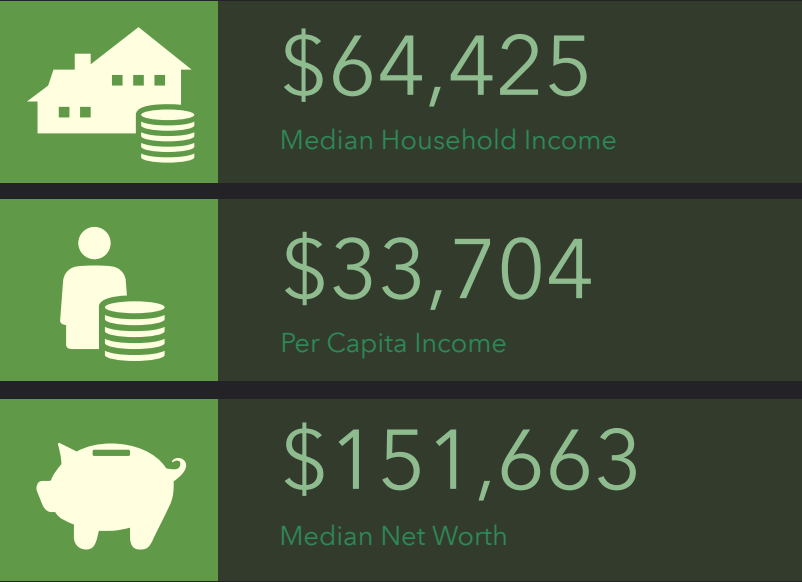 $64,425
Median Household Income
$33,704
Per Capita Income
$151,663
Median Net Worth